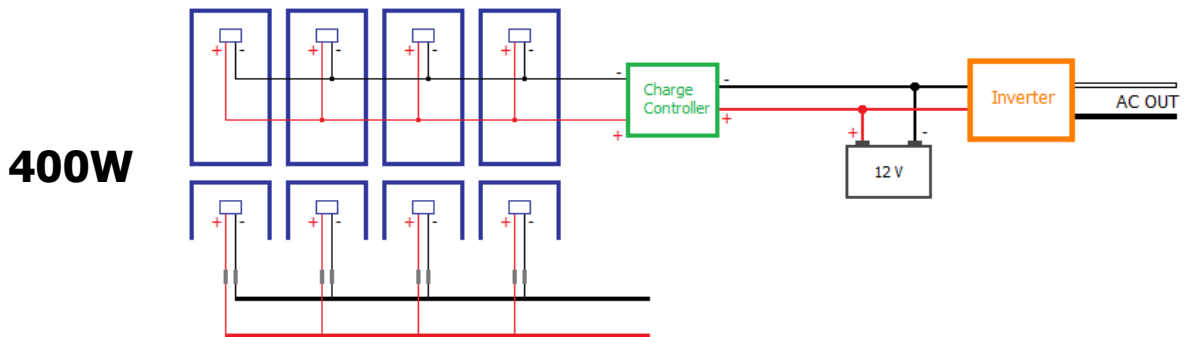 + - + - + - + -
- Charge Controller -
+ +
Inverter
AC OUT
+ -
12 V
400W
+ - + - + - + -